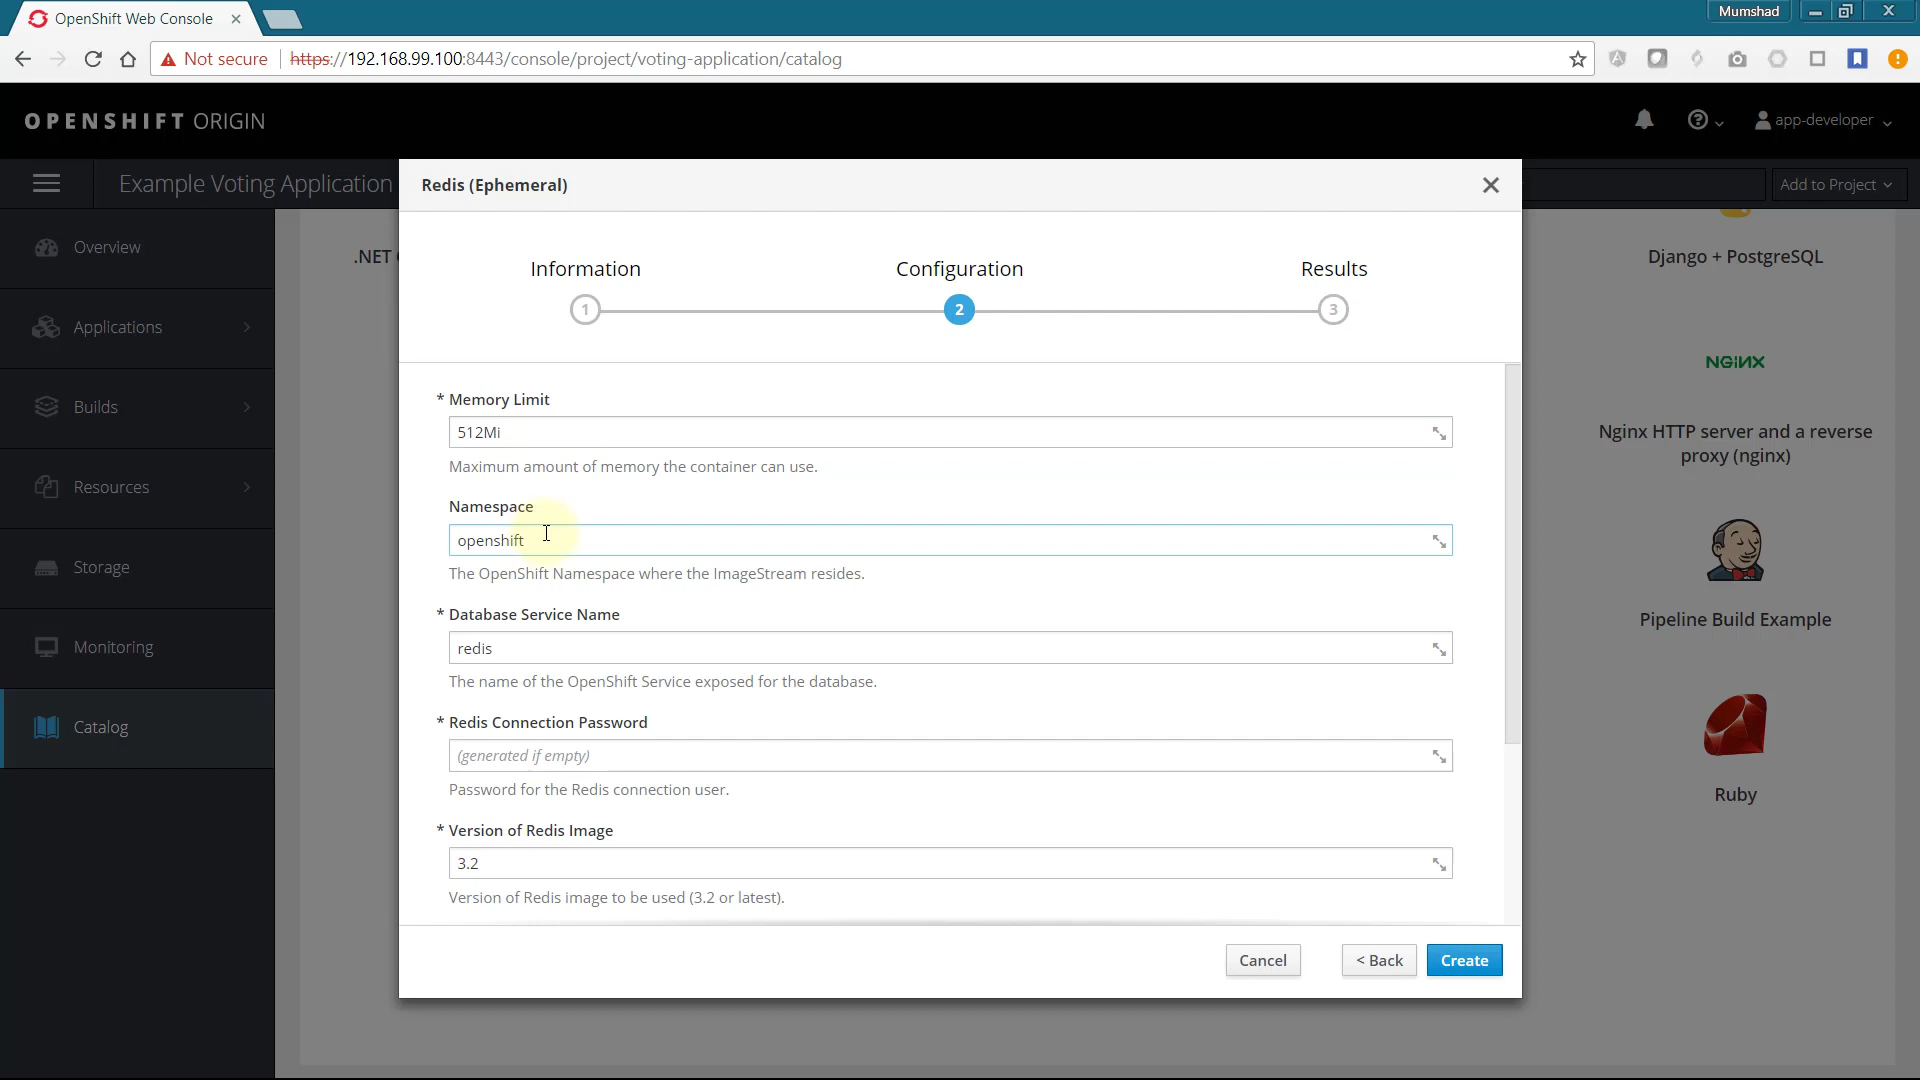 OpenShift Web Console
Mumshad
Not secure
https://192.168.99.100:8443/console/project/voting-application/catalog
OPENSHIFT ORIGIN
app-developer
Example Voting Application
Add to Project
Redis (Ephemeral)
Overview
Applications
Builds
Resources
Storage
Monitoring
Catalog
.NET
Information
Configuration
Results
1
2
3
* Memory Limit
512Mi
Maximum amount of memory the container can use.
Namespace
openshift
The OpenShift Namespace where the ImageStream resides.
* Database Service Name
redis
The name of the OpenShift Service exposed for the database.
* Redis Connection Password
(generated if empty)
Password for the Redis connection user.
* Version of Redis Image
3.2
Version of Redis image to be used (3.2 or latest).
Cancel
< Back
Create
Django + PostgreSQL
NGINX
Nginx HTTP server and a reverse
proxy (nginx)
Pipeline Build Example
Ruby